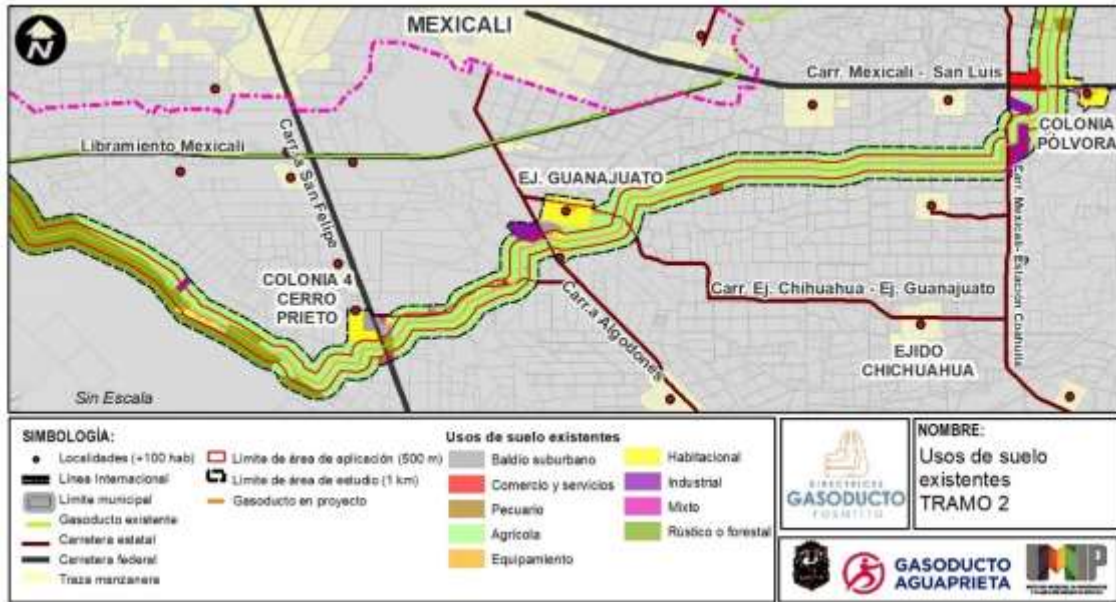 N
MEXICALI
Carr. Mexicali - San Luis
Libramiento Mexicali
Carr. a San Felipe
EJ. GUANAJUATO
COLONIA
PÓLVORA
COLONIA 4
CERRO
PRIETO
Carr. a Algodones
Carr. Ej. Chihuahua - Ej. Guanajuato
Carr. Mexicali- Estación Coahuila
EJIDO
CHICHUAHUA
Sin Escala
SIMBOLOGÍA:
Localidades (+100 hab)
Línea Internacional
Límite municipal
Gasoducto existente
Carretera estatal
Carretera federal
Traza manzanera
Límite de área de aplicación (500 m)
Límite de área de estudio (1 km)
Gasoducto en proyecto
Usos de suelo existentes
Baldío suburbano
Comercio y servicios
Pecuario
Agrícola
Equipamiento
Habitacional
Industrial
Mixto
Rústico o forestal
DIRECTRICES
GASODUCTO
NOMBRE:
Usos de suelo
existentes
TRAMO 2
GASODUCTO
AGUAPRIETA
IMIP